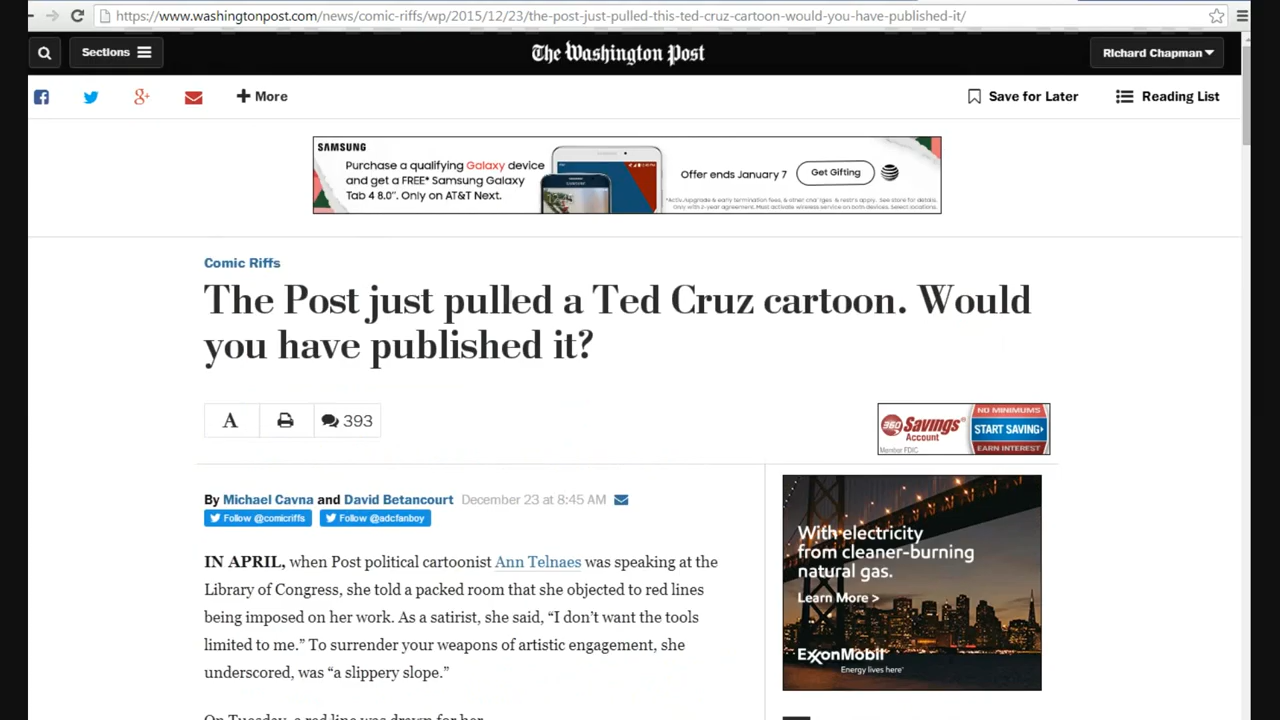 https://www.washingtonpost.com/news/comic-riffs/wp/2015/12/23/the-post-just-pulled-this-ted-cruz-cartoon-would-you-have-published-it/
Sections
The Washington Post
Richard Chapman
More
Save for Later
Reading List
SAMSUNG
Purchase a qualifying Galaxy device
and get a FREE* Samsung Galaxy
Tab 4 8.0". Only on AT&T Next.
Offer ends January 7
Get Gifting
Comic Riffs
The Post just pulled a Ted Cruz cartoon. Would
you have published it?
A
393
360 Savings
Account
Member FDIC
NO MINIMUMS
START SAVING
EARN INTEREST
By Michael Cavna and David Betancourt December 23 at 8:45 AM
Follow @comicriffs Follow @adcfanboy
IN APRIL, when Post political cartoonist Ann Telnaes was speaking at the
Library of Congress, she told a packed room that she objected to red lines
being imposed on her work. As a satirist, she said, “I don’t want the tools
limited to me.” To surrender your weapons of artistic engagement, she
underscored, was “a slippery slope.”
On Tuesday, a red line was drawn for her.
With electricity
from cleaner-burning
natural gas.
Learn More >
ExxonMobil
Energy lives here